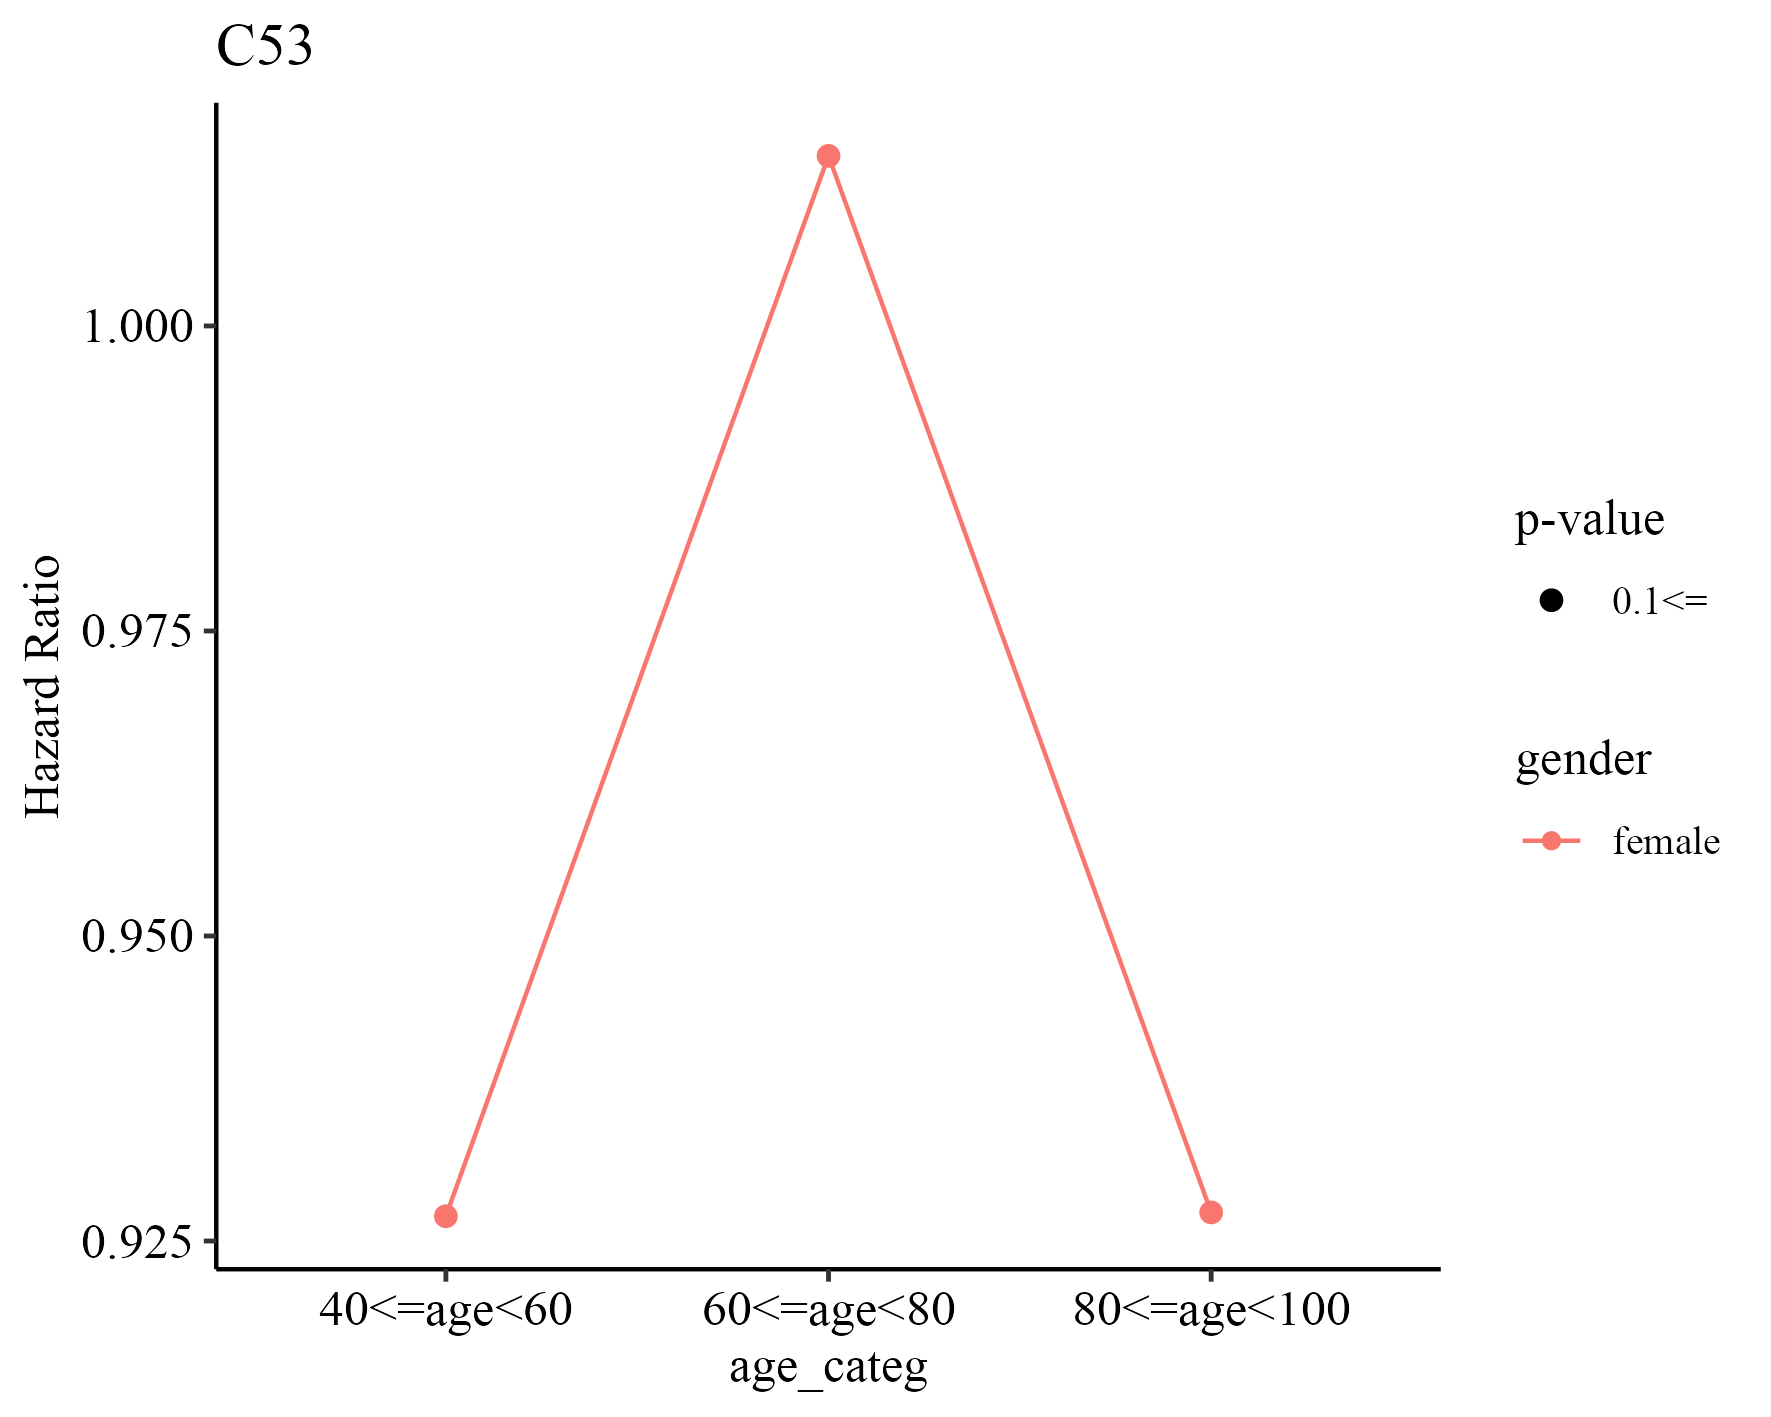 C53
1.000
0.975
0.950
0.925
Hazard Ratio
40<=age<60
60<=age<80
80<=age<100
age_categ
p-value
0.1<=
gender
female